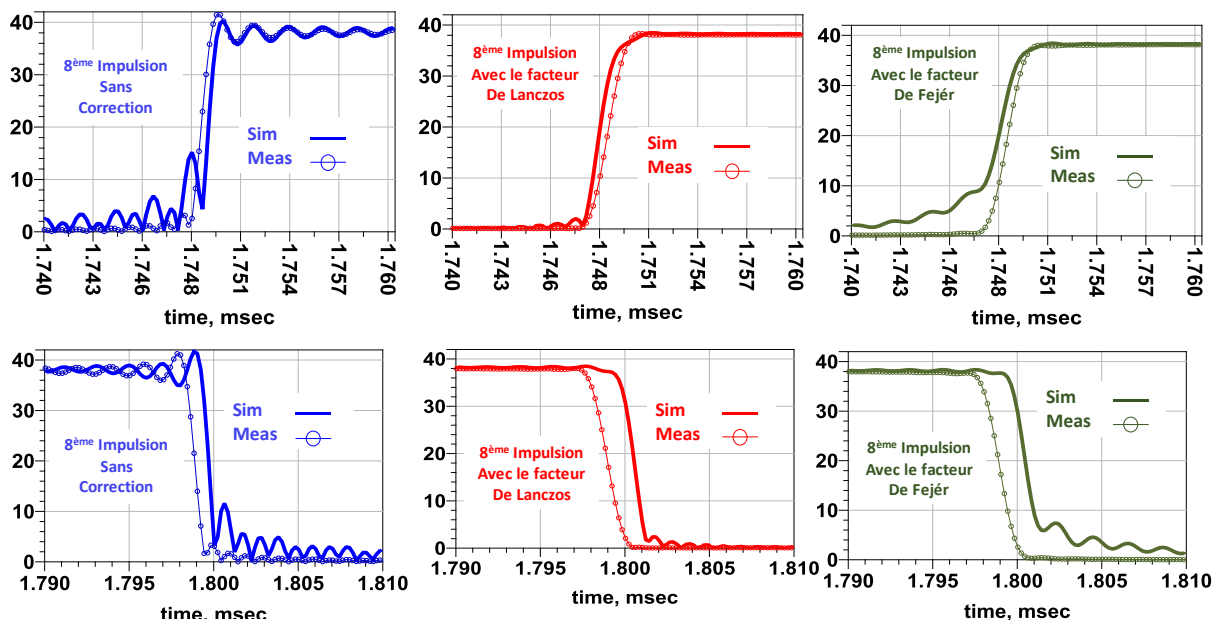 40
30
20
10
0
8ème Impulsion
Sans
Correction
Sim
Meas
1.740
1.743
1.746
1.748
1.751
1.754
1.757
1.760
time, msec
40
30
20
10
0
8ème Impulsion
Avec le facteur
De Lanczos
Sim
Meas
1.740
1.743
1.746
1.748
1.751
1.754
1.757
1.760
time, msec
40
30
20
10
0
8ème Impulsion
Avec le facteur
De Fejér
Sim
Meas
1.740
1.743
1.746
1.748
1.751
1.754
1.757
1.760
time, msec
40
30
20
10
0
Sim
Meas
8ème Impulsion
Sans
Correction
1.790
1.795
1.800
1.805
1.810
time, msec
40
30
20
10
0
Sim
Meas
8ème Impulsion
Avec le facteur
De Lanczos
1.790
1.795
1.800
1.805
1.810
time, msec
40
30
20
10
0
Sim
Meas
8ème Impulsion
Avec le facteur
De Fejér
1.790
1.795
1.800
1.805
1.810
time, msec